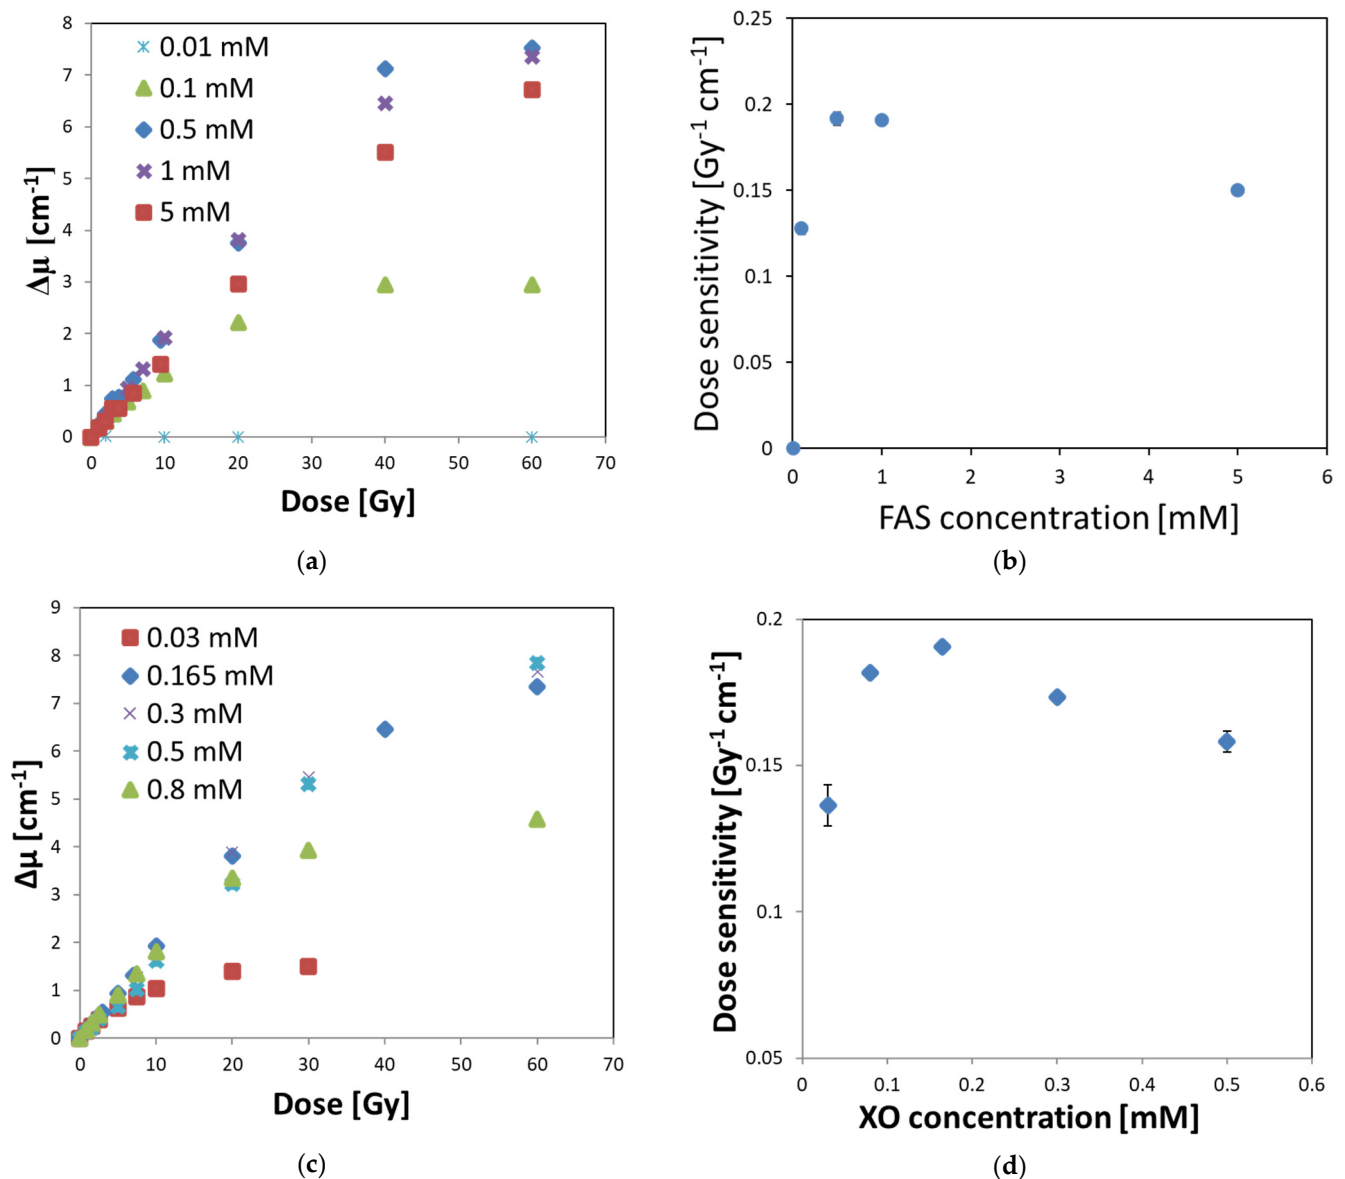 8
7
6
5
4
3
2
1
0
Δμ [cm-1]
0.01 mM
0.1 mM
0.5 mM
1 mM
5 mM
0 10 20 30 40 50 60 70
Dose [Gy]
(a)
0.25
0.2
0.15
0.1
0.05
0
Dose sensitivity [Gy-1 cm-1]
0 1 2 3 4 5 6
FAS concentration [mM]
(b)
9
8
7
6
5
4
3
2
1
0
Δμ [cm-1]
0.03 mM
0.165 mM
0.3 mM
0.5 mM
0.8 mM
0 10 20 30 40 50 60 70
Dose [Gy]
(c)
0.2
0.15
0.1
0.05
Dose sensitivity [Gy-1 cm-1]
0 0.1 0.2 0.3 0.4 0.5 0.6
XO concentration [mM]
(d)